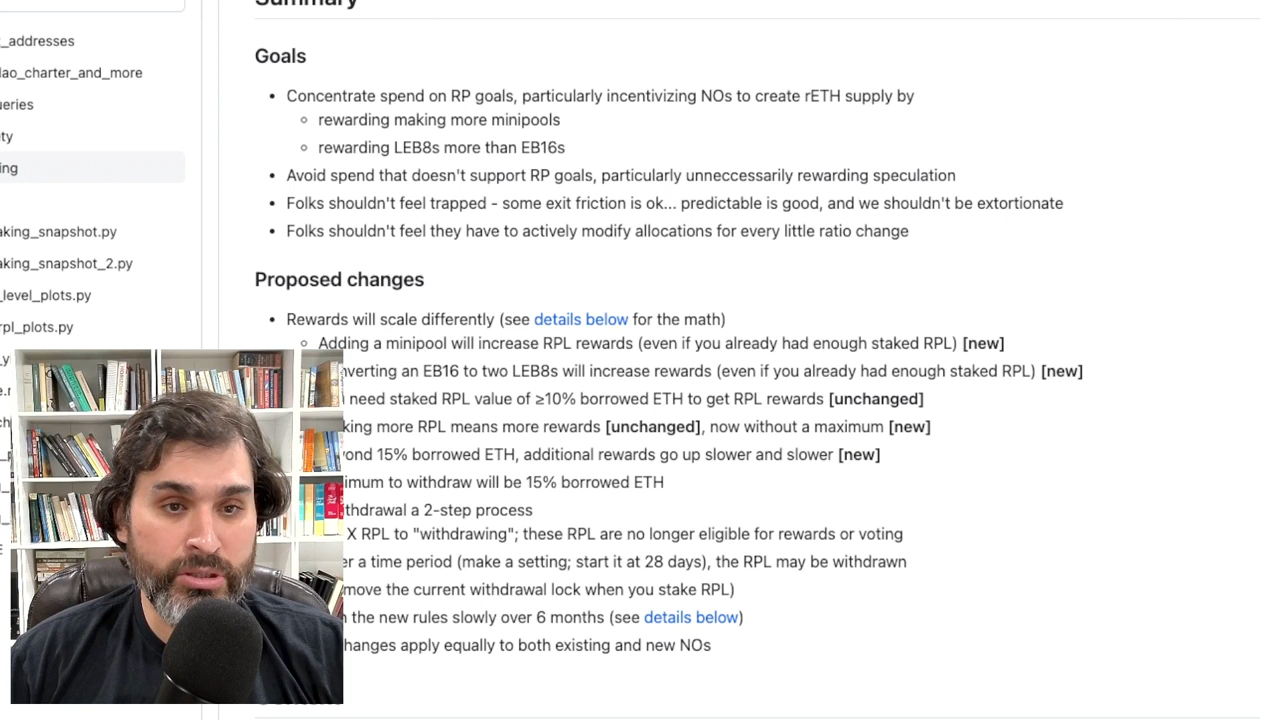 Summary
_addresses
dao_charter_and_more
ueries
ety
ing
aking_snapshot.py
aking_snapshot_2.py
_level_plots.py
rpl_plots.py
Goals
• Concentrate spend on RP goals, particularly incentivizing NOs to create rETH supply by
◦ rewarding making more minipools
◦ rewarding LEB8s more than EB16s
• Avoid spend that doesn't support RP goals, particularly unneccessarily rewarding speculation
• Folks shouldn't feel trapped - some exit friction is ok... predictable is good, and we shouldn't be extortionate
• Folks shouldn't feel they have to actively modify allocations for every little ratio change
Proposed changes
• Rewards will scale differently (see details below for the math)
◦ Adding a minipool will increase RPL rewards (even if you already had enough staked RPL) [new]
nverting an EB16 to two LEB8s will increase rewards (even if you already had enough staked RPL) [new]
need staked RPL value of ≥10% borrowed ETH to get RPL rewards [unchanged]
king more RPL means more rewards [unchanged], now without a maximum [new]
yond 15% borrowed ETH, additional rewards go up slower and slower [new]
imum to withdraw will be 15% borrowed ETH
thdrawal a 2-step process
X RPL to "withdrawing"; these RPL are no longer eligible for rewards or voting
er a time period (make a setting; start it at 28 days), the RPL may be withdrawn
move the current withdrawal lock when you stake RPL)
n the new rules slowly over 6 months (see details below)
hanges apply equally to both existing and new NOs